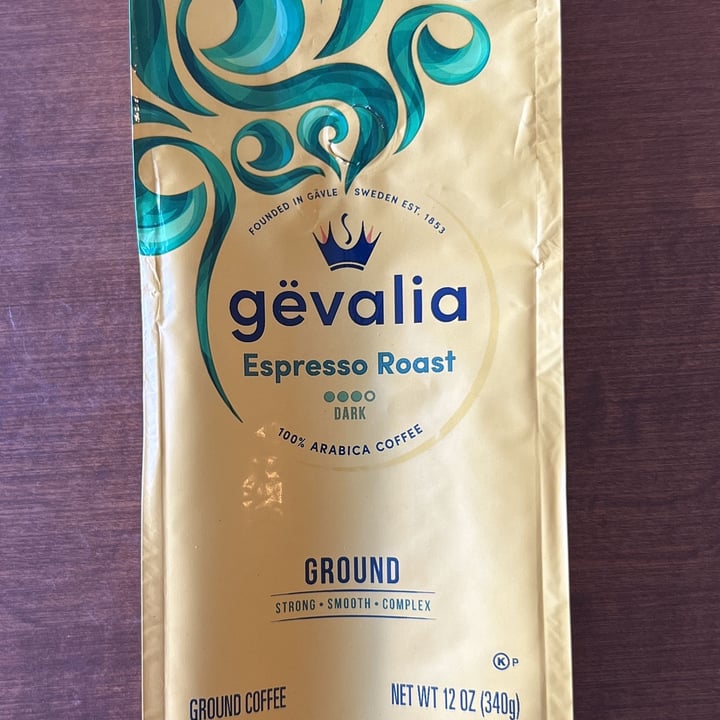 FOUNDED IN GÄVLE SWEDEN EST. 1853
gëvalia
Espresso Roast
DARK
100% ARABICA COFFEE
GROUND
STRONG • SMOOTH • COMPLEX
K P
GROUND COFFEE NET WT 12 OZ (340g)